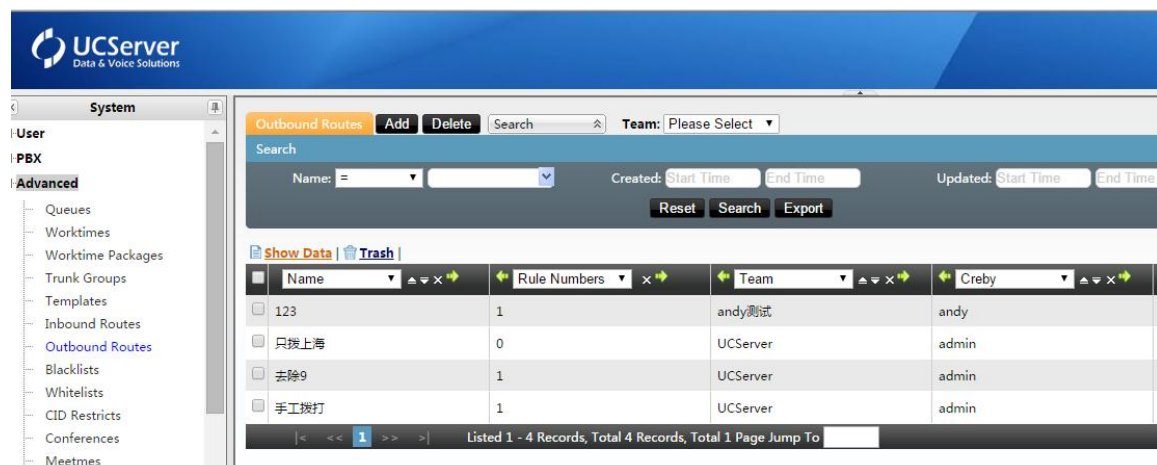 UCServer
Data & Voice Solutions
System
User
PBX
Advanced
Queues
Worktimes
Worktime Packages
Trunk Groups
Templates
Inbound Routes
Outbound Routes
Blacklists
Whitelists
CID Restricts
Conferences
Meetmes
Outbound Routes Add Delete Search Team: Please Select
Search
Name: = Created: Start Time End Time Updated: Start Time End Time
Reset Search Export
Show Data | Trash |
Name Rule Numbers Team Creby
123 1 andy测试 andy
只拨上海 0 UCServer admin
去除9 1 UCServer admin
手工拨打 1 UCServer admin
|< << 1 >> >| Listed 1 - 4 Records, Total 4 Records, Total 1 Page Jump To